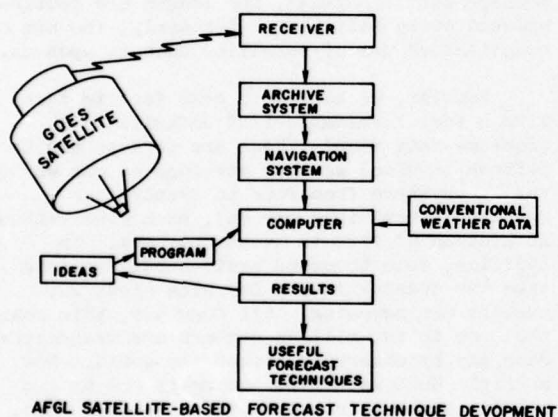 RECEIVER
GOES
SATELLITE
ARCHIVE
SYSTEM
NAVIGATION
SYSTEM
COMPUTER
CONVENTIONAL
WEATHER DATA
PROGRAM
IDEAS
RESULTS
USEFUL
FORECAST
TECHNIQUES
AFGL SATELLITE-BASED FORECAST TECHNIQUE DEVOPMENT